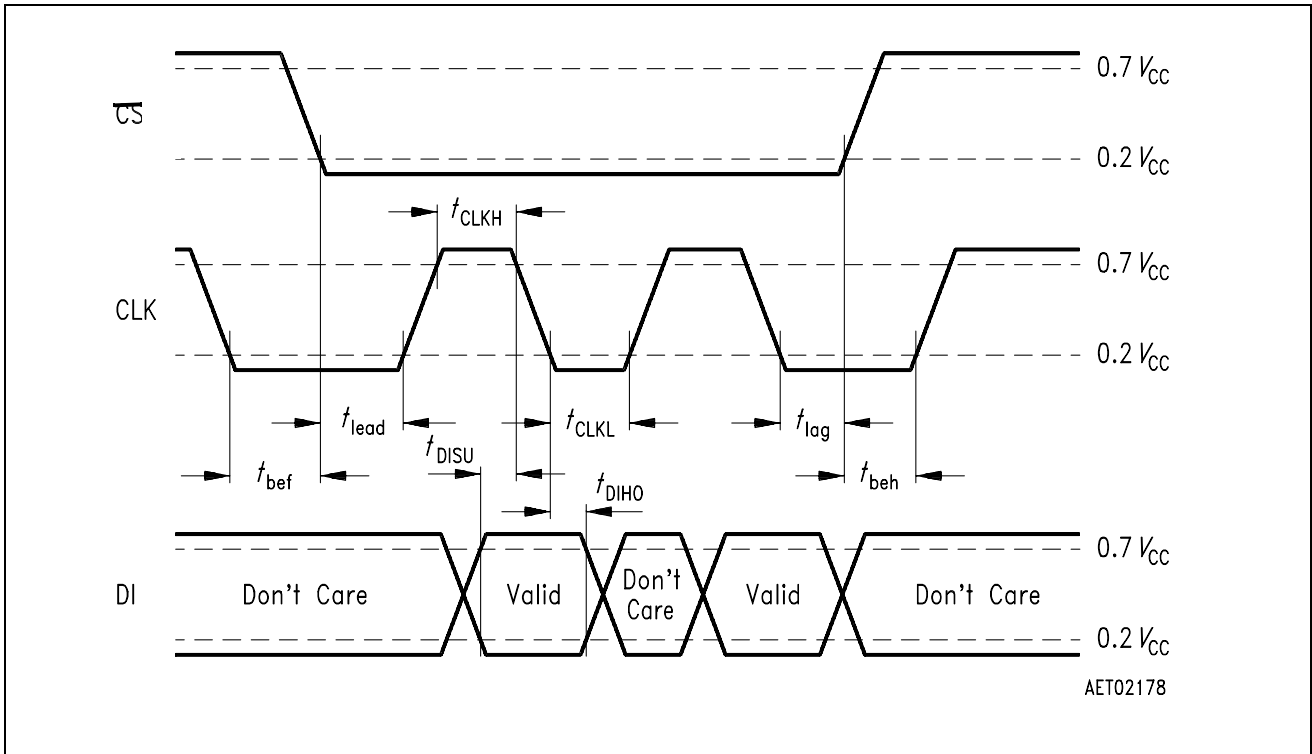 0.7 VCC
CS
0.2 VCC
tCLKH
0.7 VCC
CLK
0.2 VCC
tlead
tCLKL
tlag
tDISU
tbef
tbeh
tDIHO
0.7 VCC
DI
Don't Care
Valid
Don't
Care
Valid
Don't Care
0.2 VCC
AET02178